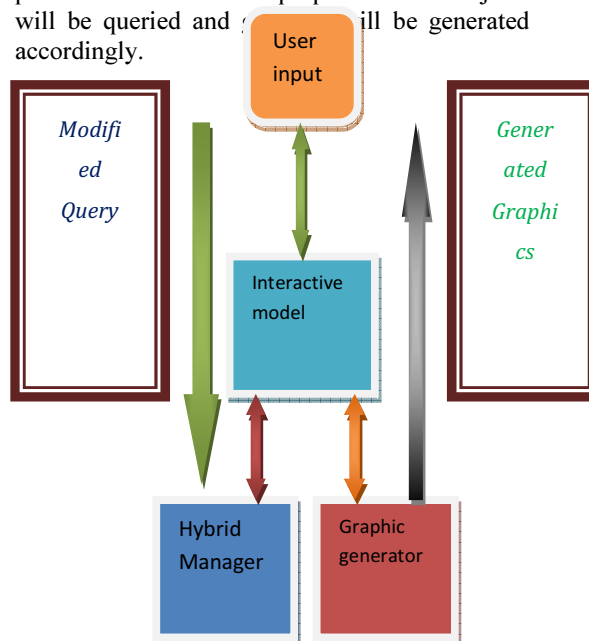 will be queried and will be generated
accordingly.
User
input
Modifi
ed
Query
Gener
ated
Graphi
cs
Interactive
model
Hybrid
Manager
Graphic
generator